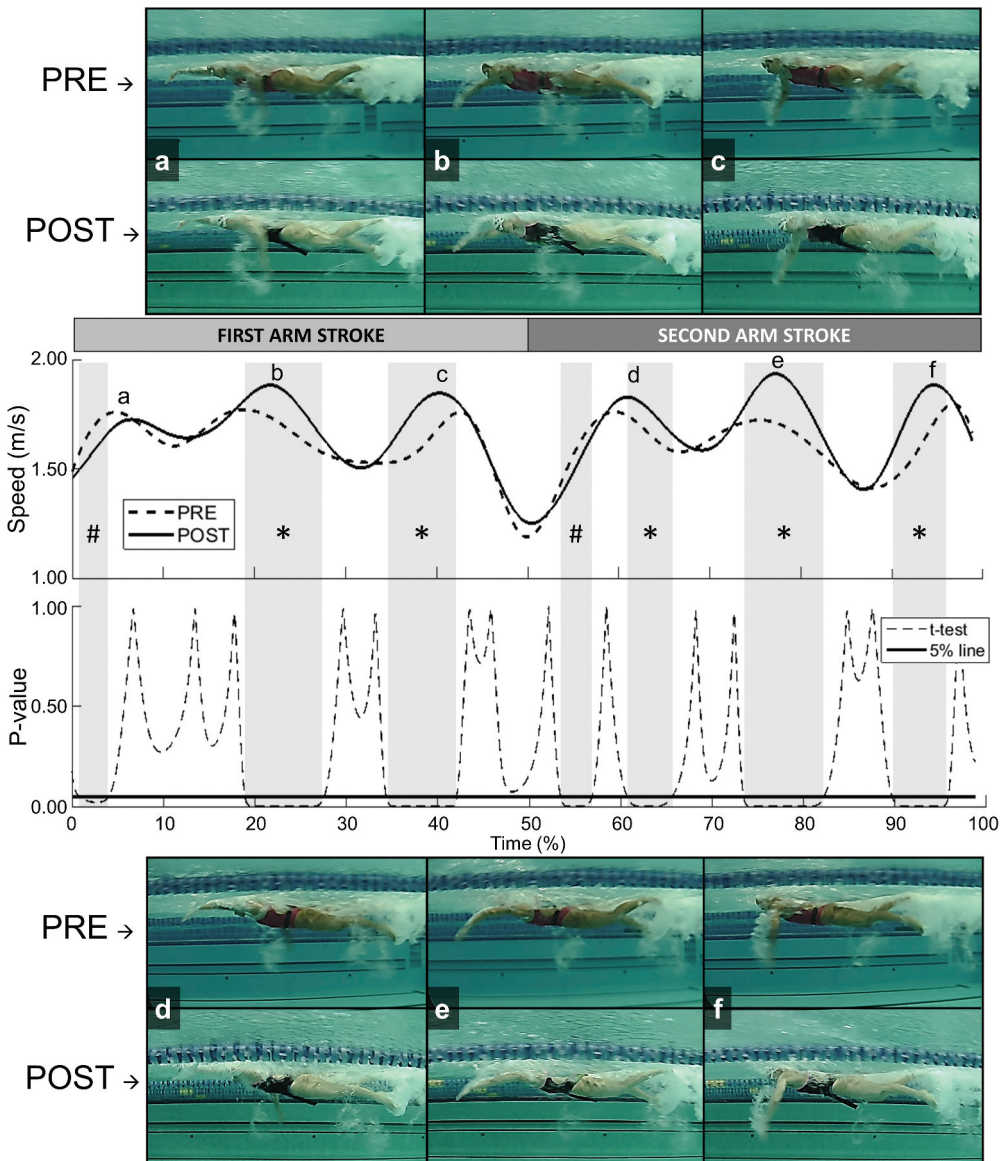 PRE →
a
b
c
POST →
FIRST ARM STROKE
SECOND ARM STROKE
2.00
1.50
1.00
Speed (m/s)
a
b
c
d
e
f
PRE
POST
#
*
*
#
*
*
*
1.00
0.50
0.00
P-value
t-test
5% line
0 10 20 30 40 50 60 70 80 90 100
Time (%)
PRE →
d
e
f
POST →